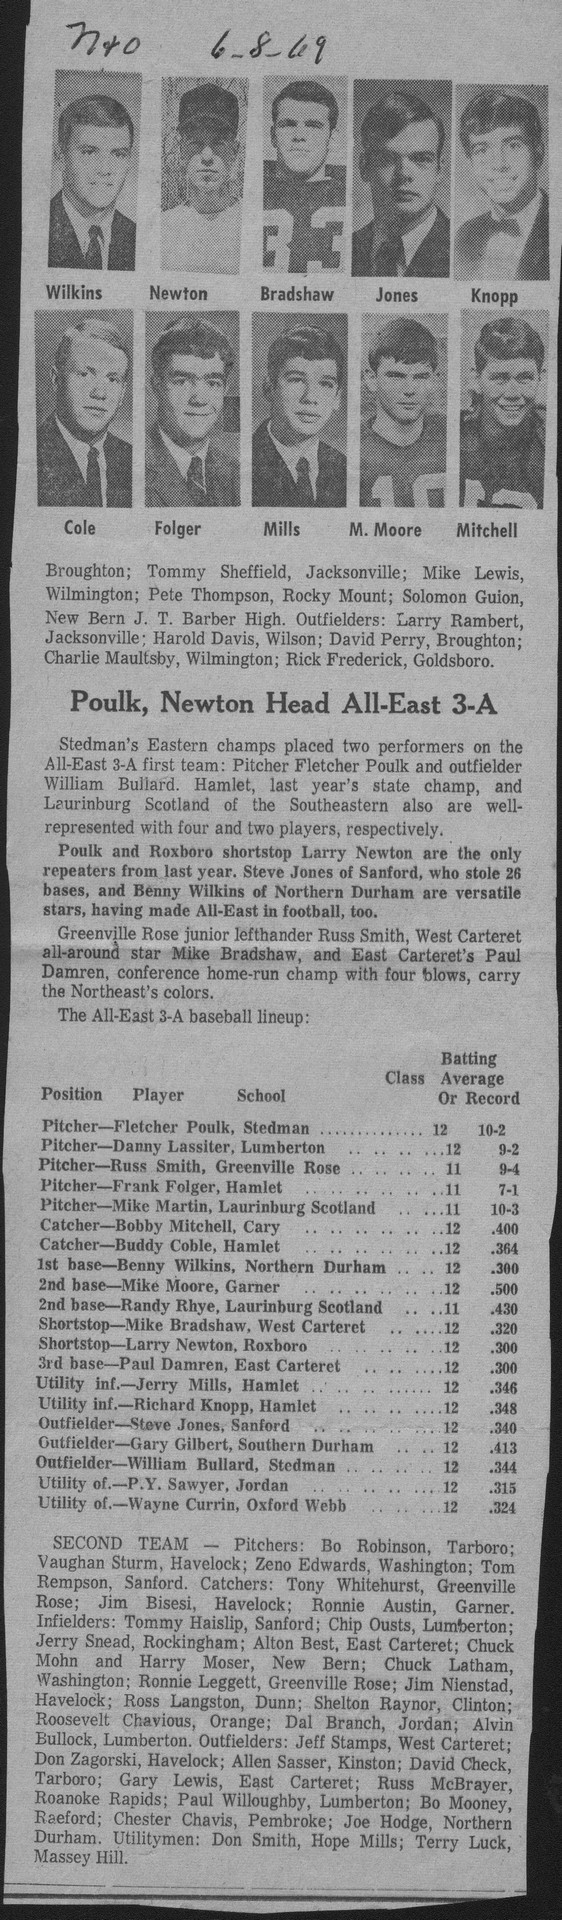 N+O 6-8-69
33
Wilkins Newton Bradshaw Jones Knopp
10
Cole Folger Mills M. Moore Mitchell
Broughton; Tommy Sheffield, Jacksonville; Mike Lewis,
Wilmington; Pete Thompson, Rocky Mount; Solomon Guion,
New Bern J. T. Barber High. Outfielders: Larry Rambert,
Jacksonville; Harold Davis, Wilson; David Perry, Broughton;
Charlie Maultsby, Wilmington; Rick Frederick, Goldsboro.
Poulk, Newton Head All-East 3-A
Stedman's Eastern champs placed two performers on the
All-East 3-A first team: Pitcher Fletcher Poulk and outfielder
William Bullard. Hamlet, last year's state champ, and
Laurinburg Scotland of the Southeastern also are well-
represented with four and two players, respectively.
Poulk and Roxboro shortstop Larry Newton are the only
repeaters from last year. Steve Jones of Sanford, who stole 26
bases, and Benny Wilkins of Northern Durham are versatile
stars, having made All-East in football, too.
Greenville Rose junior lefthander Russ Smith, West Carteret
all-around star Mike Bradshaw, and East Carteret's Paul
Damren, conference home-run champ with four blows, carry
the Northeast's colors.
The All-East 3-A baseball lineup:
Batting
Class Average
Position Player School Or Record
Pitcher—Fletcher Poulk, Stedman .............. 12 10-2
Pitcher—Danny Lassiter, Lumberton .. .. .. ...12 9-2
Pitcher—Russ Smith, Greenville Rose .. .. .. .. 11 9-4
Pitcher—Frank Folger, Hamlet .. .. .. .. .. ..11 7-1
Pitcher—Mike Martin, Laurinburg Scotland .. ...11 10-3
Catcher—Bobby Mitchell, Cary .. .. .. .. .. ..12 .400
Catcher—Buddy Coble, Hamlet .. .. .. .. .. ..12 .364
1st base—Benny Wilkins, Northern Durham .. .. 12 .300
2nd base—Mike Moore, Garner .. .. .. .. .. ..12 .500
2nd base—Randy Rhye, Laurinburg Scotland .. ..11 .430
Shortstop—Mike Bradshaw, West Carteret .. ....12 .320
Shortstop—Larry Newton, Roxboro .. .. .. .. ..12 .300
3rd base—Paul Damren, East Carteret .. .. ....12 .300
Utility inf.—Jerry Mills, Hamlet .. .. .. .. ...... 12 .346
Utility inf.—Richard Knopp, Hamlet .. .. .. .. .. 12 .348
Outfielder—Steve Jones, Sanford .. .. .. .. .. ..12 .340
Outfielder—Gary Gilbert, Southern Durham .. .. 12 .413
Outfielder—William Bullard, Stedman .. .. .. .. 12 .344
Utility of.—P.Y. Sawyer, Jordan .. .. .. .. .. ..12 .315
Utility of.—Wayne Currin, Oxford Webb .. .. ...12 .324
SECOND TEAM — Pitchers: Bo Robinson, Tarboro;
Vaughan Sturm, Havelock; Zeno Edwards, Washington; Tom
Rempson, Sanford. Catchers: Tony Whitehurst, Greenville
Rose; Jim Bisesi, Havelock; Ronnie Austin, Garner.
Infielders: Tommy Haislip, Sanford; Chip Ousts, Lumberton;
Jerry Snead, Rockingham; Alton Best, East Carteret; Chuck
Mohn and Harry Moser, New Bern; Chuck Latham,
Washington; Ronnie Leggett, Greenville Rose; Jim Nienstad,
Havelock; Ross Langston, Dunn; Shelton Raynor, Clinton;
Roosevelt Chavious, Orange; Dal Branch, Jordan; Alvin
Bullock, Lumberton. Outfielders: Jeff Stamps, West Carteret;
Don Zagorski, Havelock; Allen Sasser, Kinston; David Check,
Tarboro; Gary Lewis, East Carteret; Russ McBrayer,
Roanoke Rapids; Paul Willoughby, Lumberton; Bo Mooney,
Raeford; Chester Chavis, Pembroke; Joe Hodge, Northern
Durham. Utilitymen: Don Smith, Hope Mills; Terry Luck,
Massey Hill.